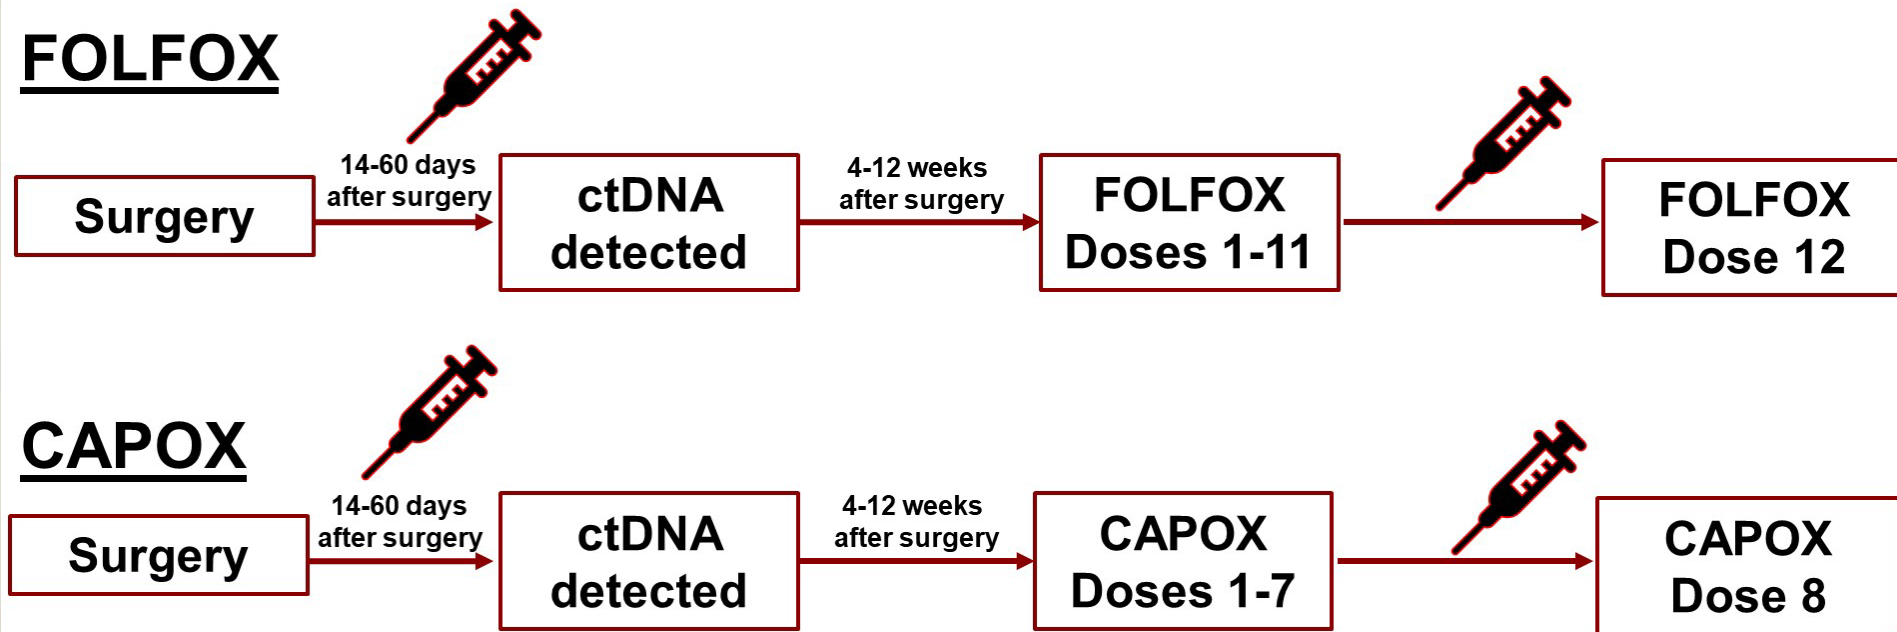 FOLFOX
14-60 days
after surgery
4-12 weeks
after surgery
Surgery
ctDNA
detected
FOLFOX
Doses 1-11
FOLFOX
Dose 12
CAPOX
14-60 days
after surgery
4-12 weeks
after surgery
Surgery
ctDNA
detected
CAPOX
Doses 1-7
CAPOX
Dose 8